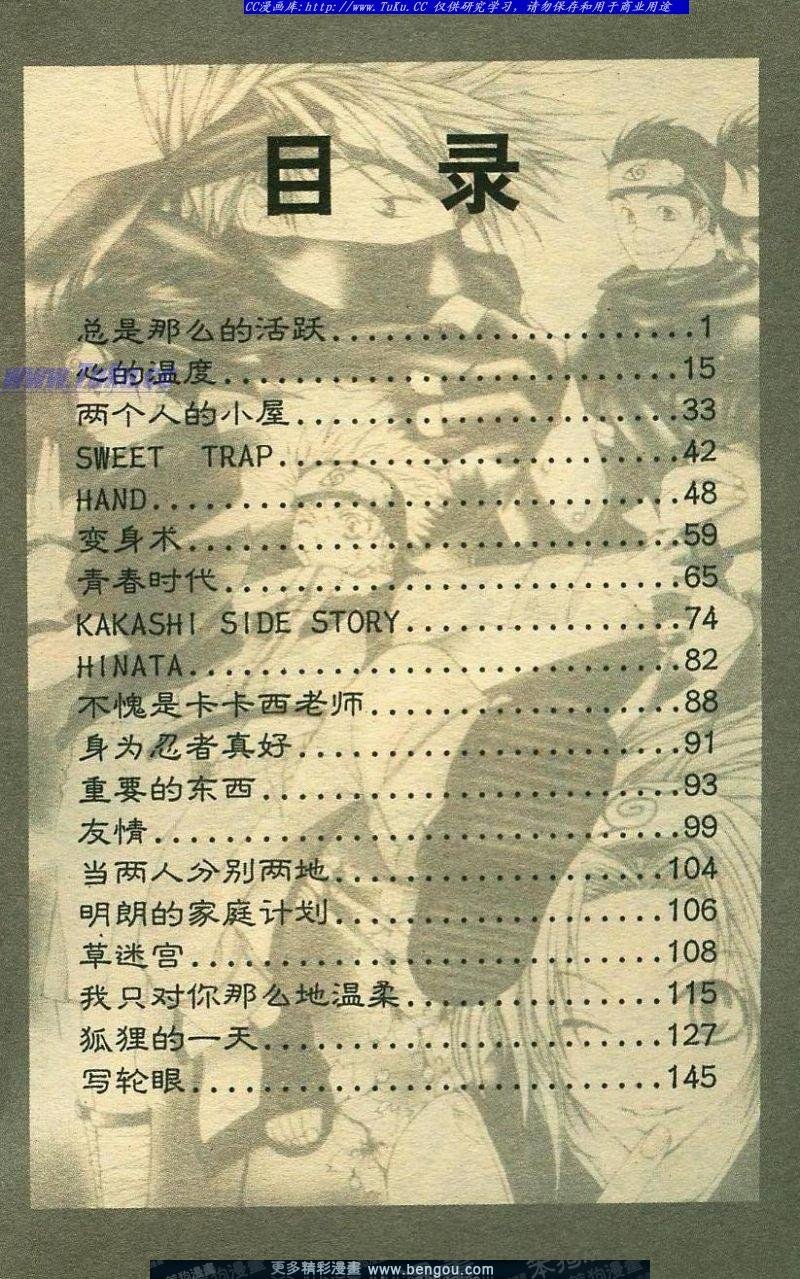 CC漫画库:http://www.TuKu.CC 仅供研究学习，请勿保存和用于商业用途
目录
总是那么的活跃.....................1
心的温度..........................15
www.TuKu.cc
两个人的小屋......................33
SWEET TRAP.......................42
HAND..............................48
变身术............................59
青春时代..........................65
KAKASHI SIDE STORY................74
HINATA............................82
不愧是卡卡西老师..................88
身为忍者真好......................91
重要的东西........................93
友情..............................99
当两人分别两地...................104
明朗的家庭计划...................106
草迷宫...........................108
我只对你那么地温柔...............115
狐狸的一天.......................127
写轮眼...........................145
更多精彩漫畫 www.bengou.com